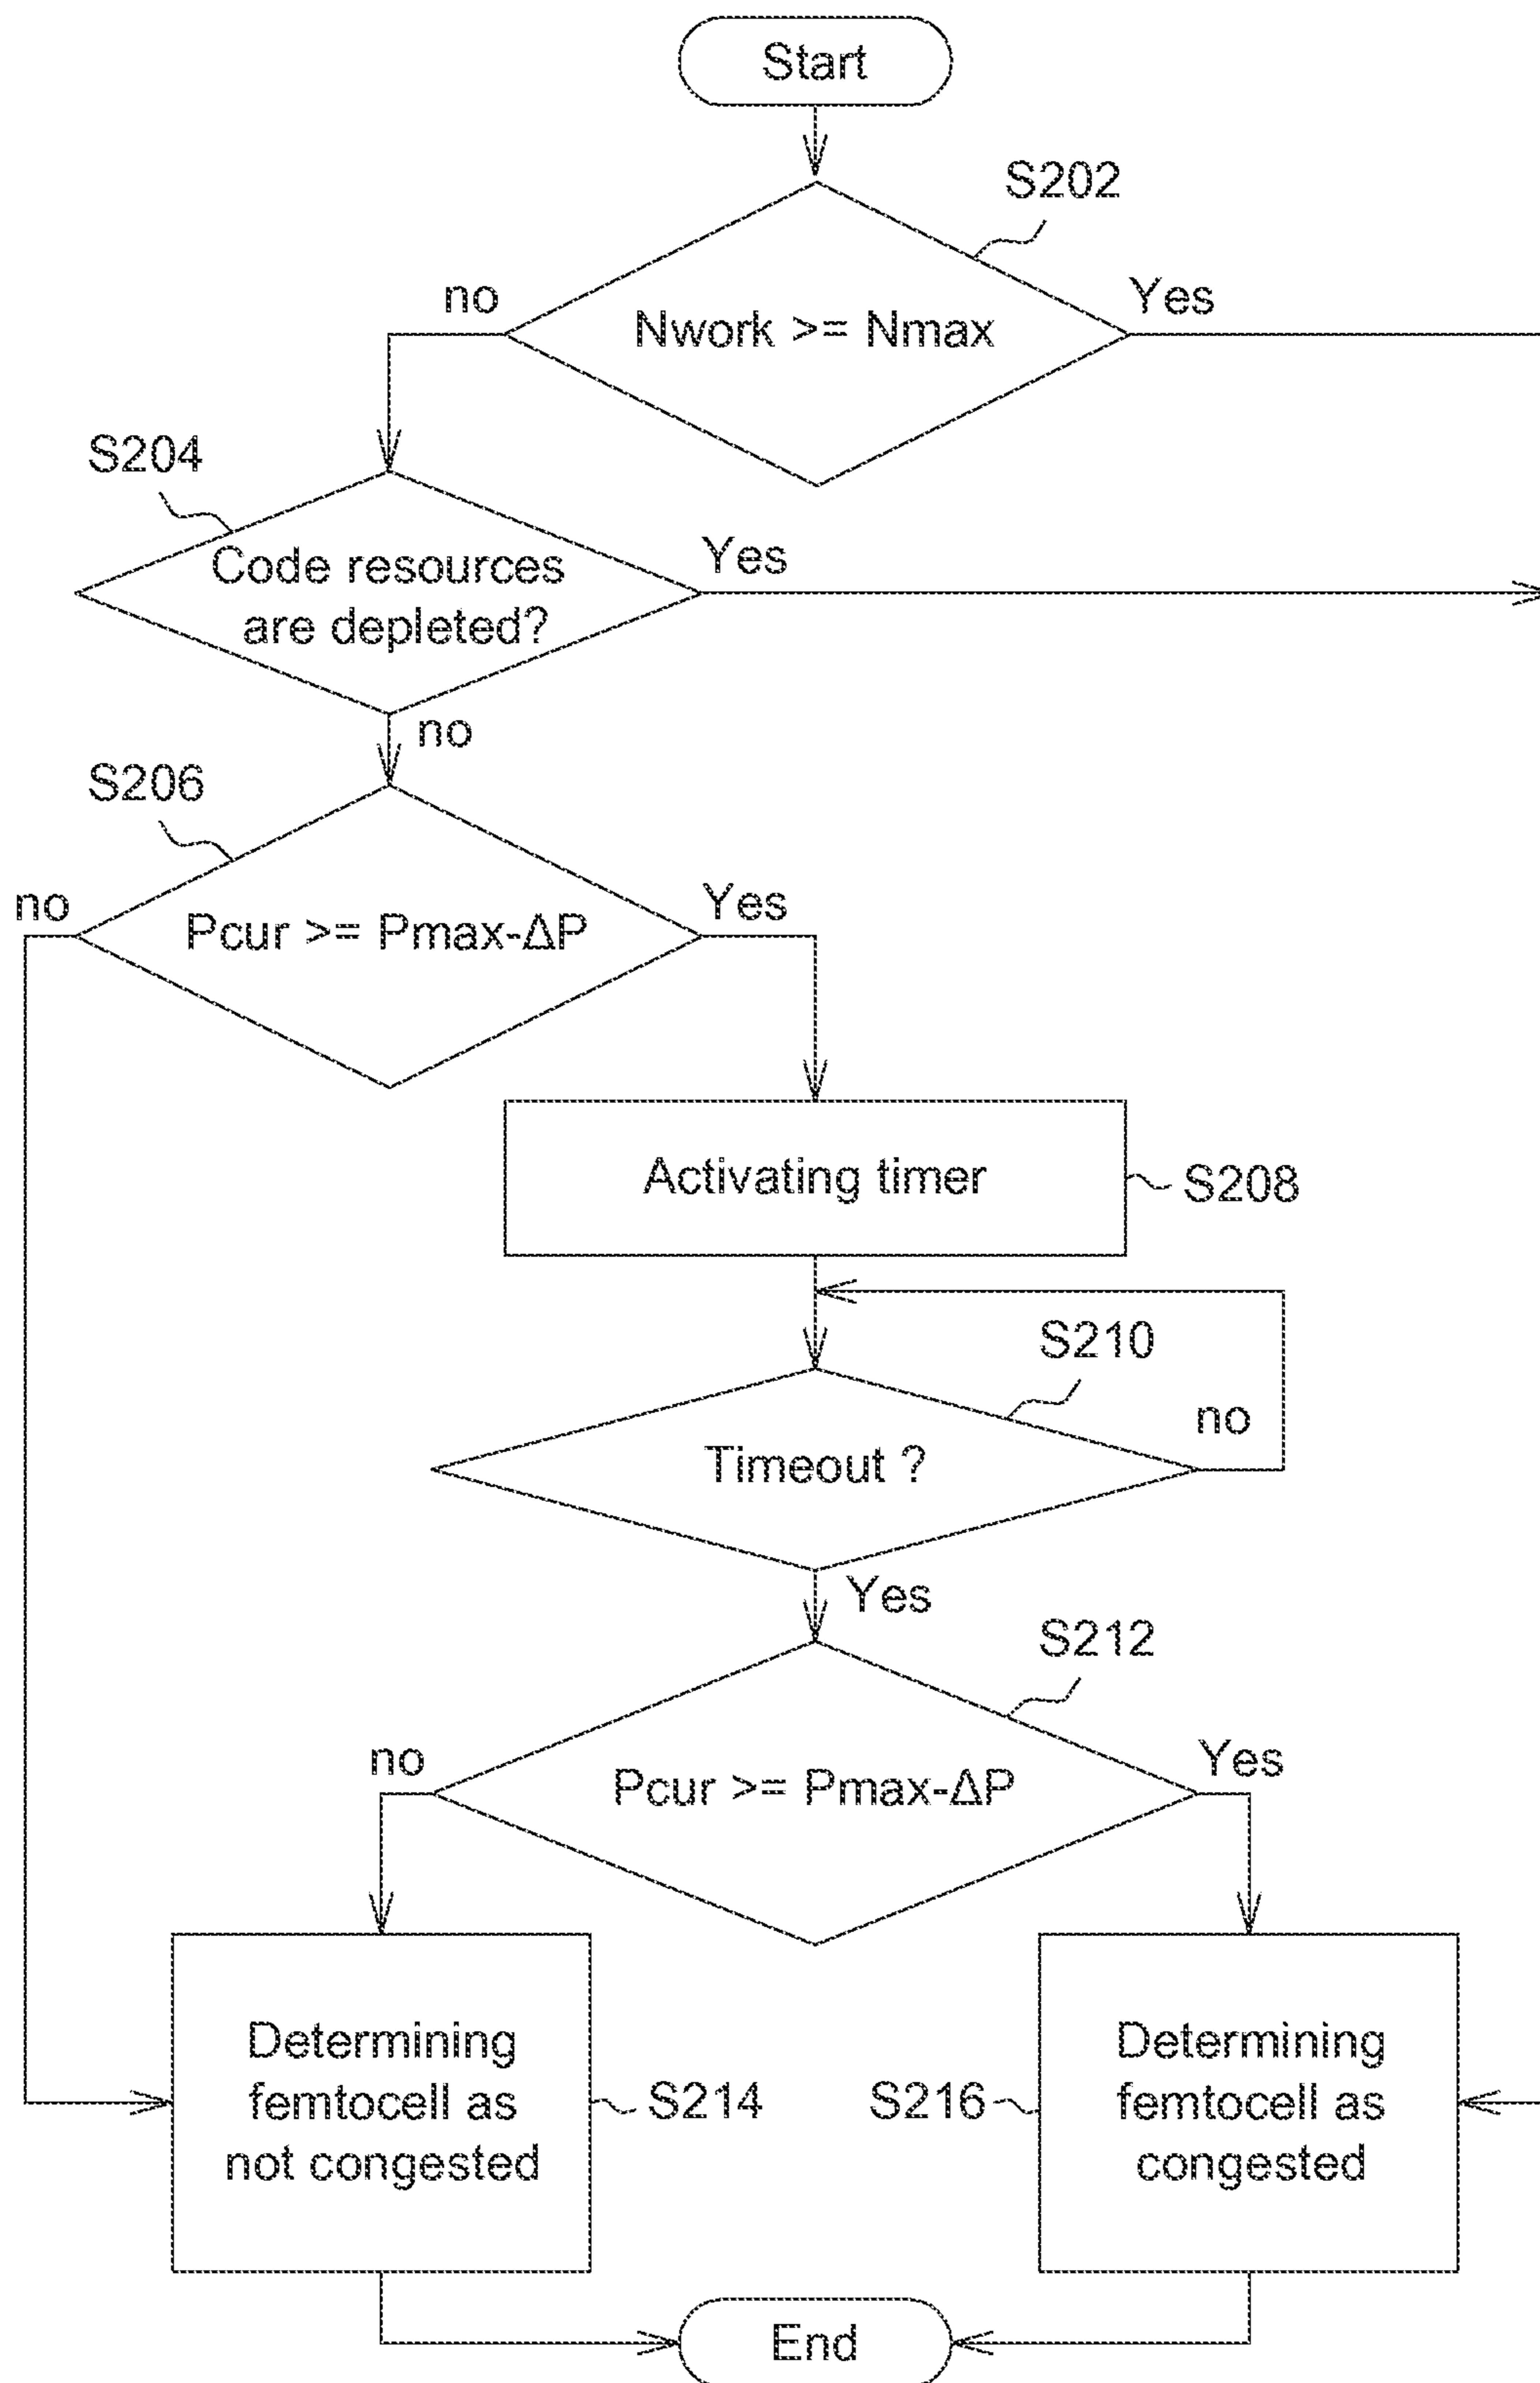 Start
S202
no
Nwork >= Nmax
Yes
S204
Code resources
are depleted?
Yes
no
S206
no
Pcur >= Pmax-ΔP
Yes
Activating timer
S208
S210
no
Timeout ?
Yes
S212
no
Pcur >= Pmax-ΔP
Yes
Determining
femtocell as
not congested
S214
S216
Determining
femtocell as
congested
End